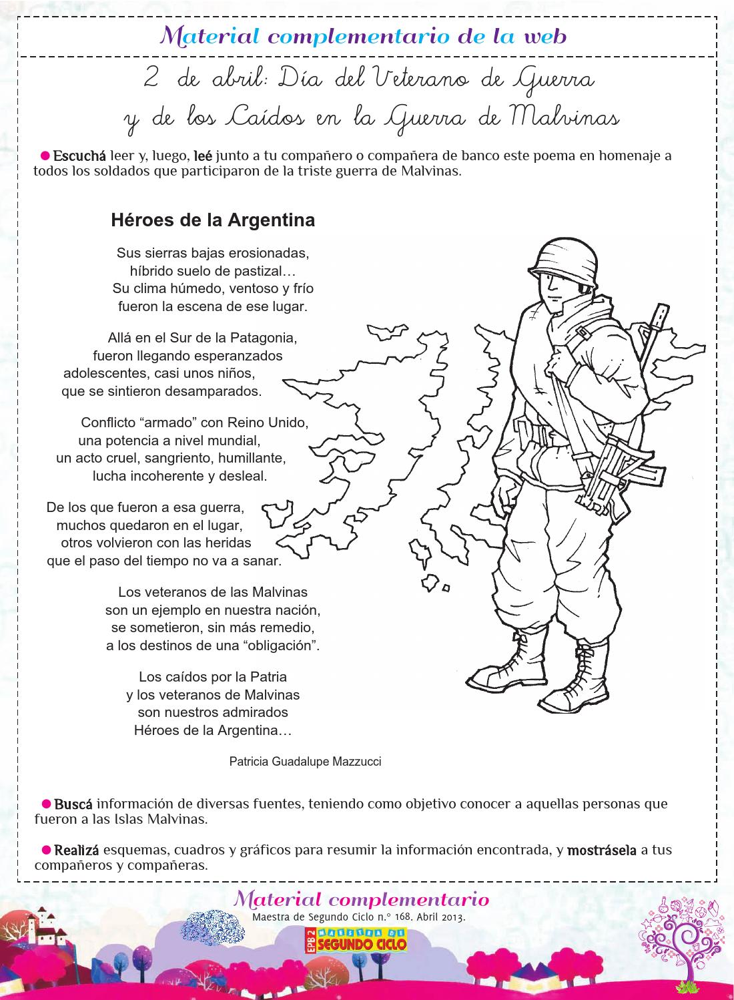 Material complementario de la web
2 de abril: Día del Veterano de Guerra
y de los Caídos en la Guerra de Malvinas
● Escuchá leer y, luego, leé junto a tu compañero o compañera de banco este poema en homenaje a
todos los soldados que participaron de la triste guerra de Malvinas.
Héroes de la Argentina
Sus sierras bajas erosionadas,
híbrido suelo de pastizal…
Su clima húmedo, ventoso y frío
fueron la escena de ese lugar.
Allá en el Sur de la Patagonia,
fueron llegando esperanzados
adolescentes, casi unos niños,
que se sintieron desamparados.
Conflicto “armado” con Reino Unido,
una potencia a nivel mundial,
un acto cruel, sangriento, humillante,
lucha incoherente y desleal.
De los que fueron a esa guerra,
muchos quedaron en el lugar,
otros volvieron con las heridas
que el paso del tiempo no va a sanar.
Los veteranos de las Malvinas
son un ejemplo en nuestra nación,
se sometieron, sin más remedio,
a los destinos de una “obligación”.
Los caídos por la Patria
y los veteranos de Malvinas
son nuestros admirados
Héroes de la Argentina…
Patricia Guadalupe Mazzucci
● Buscá información de diversas fuentes, teniendo como objetivo conocer a aquellas personas que
fueron a las Islas Malvinas.
● Realizá esquemas, cuadros y gráficos para resumir la información encontrada, y mostrásela a tus
compañeros y compañeras.
Material complementario
Maestra de Segundo Ciclo n.° 168. Abril 2013.
EPB 2
MAESTRA DE
SEGUNDO CICLO